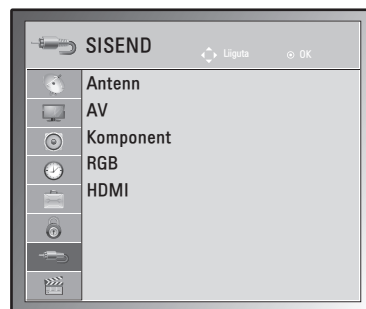 SISEND
Liiguta OK
Antenn
AV
Komponent
RGB
HDMI